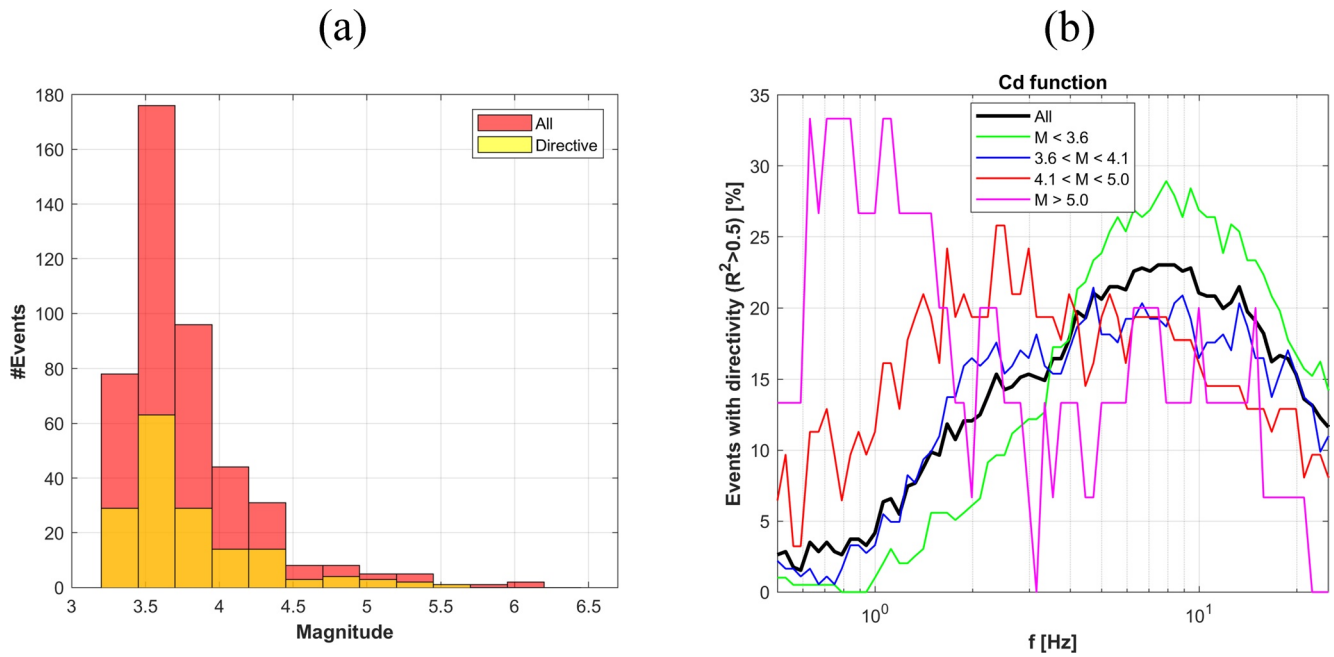 (a)
180
160
140
120
100
80
60
40
20
0
#Events
3
3.5
4
4.5
5
5.5
6
6.5
Magnitude
All
Directive
(b)
Cd function
35
30
25
20
15
10
5
0
Events with directivity (R²>0.5) [%]
10⁰
10¹
f [Hz]
All
M < 3.6
3.6 < M < 4.1
4.1 < M < 5.0
M > 5.0